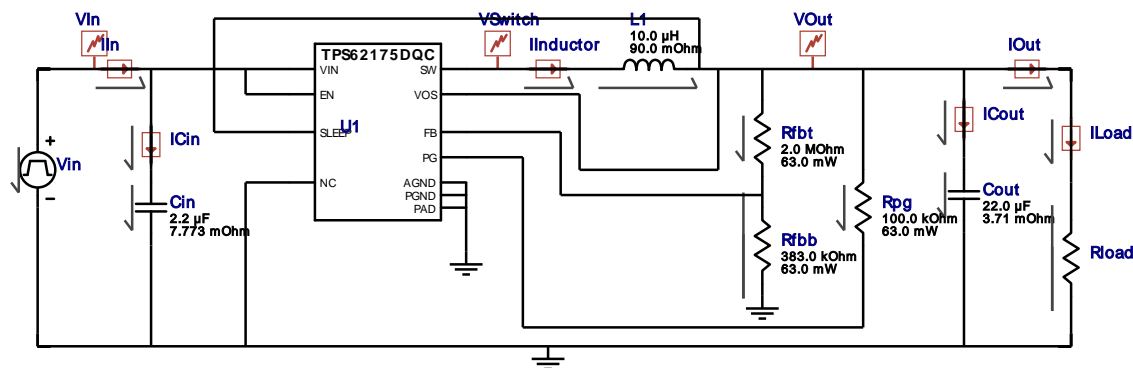 VIn
IIn
VSwitch
L1
10.0 µH
90.0 mOhm
IInductor
VOut
IOut
TPS62175DQC
VIN
SW
EN
VOS
SLEEP
FB
U1
PG
NC
AGND
PGND
PAD
+
Vin
-
ICin
Cin
2.2 µF
7.773 mOhm
Rfbt
2.0 MOhm
63.0 mW
Rfbb
383.0 kOhm
63.0 mW
Rpg
100.0 kOhm
63.0 mW
ICout
Cout
22.0 µF
3.71 mOhm
ILoad
Rload